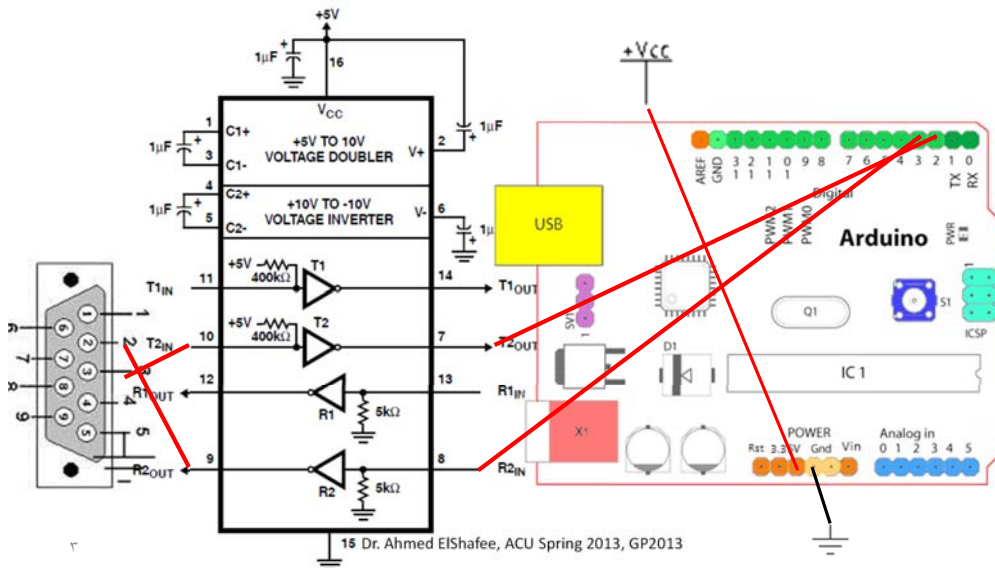 +5V
1μF
+
16
VCC
1
1μF
+
3
C1+
C1-
+5V TO 10V
VOLTAGE DOUBLER
V+
2
1μF
+
4
1μF
+
5
C2+
C2-
+10V TO -10V
VOLTAGE INVERTER
V-
6
+
T1IN
11
+5V
400kΩ
T1
14
T1OUT
T2IN
10
+5V
400kΩ
T2
7
T2OUT
R1OUT
12
R1
5kΩ
13
R1IN
R2OUT
9
R2
5kΩ
8
R2IN
15
1
2
3
4
5
6
7
8
9
1
2
4
5
6
7
8
9
+Vcc
AREF
GND
13
12
11
10
9
8
7
6
4
3
2
1
0
TX
RX
Digital
PWM2
PWM1
PWM0
USB
Arduino
PWR
SV1
1
S1
1
ICSP
Q1
D1
IC 1
X1
POWER
Rst
3.3
5V
Gnd
Vin
Analog in
0 1 2 3 4 5
Dr. Ahmed ElShafee, ACU Spring 2013, GP2013
٣